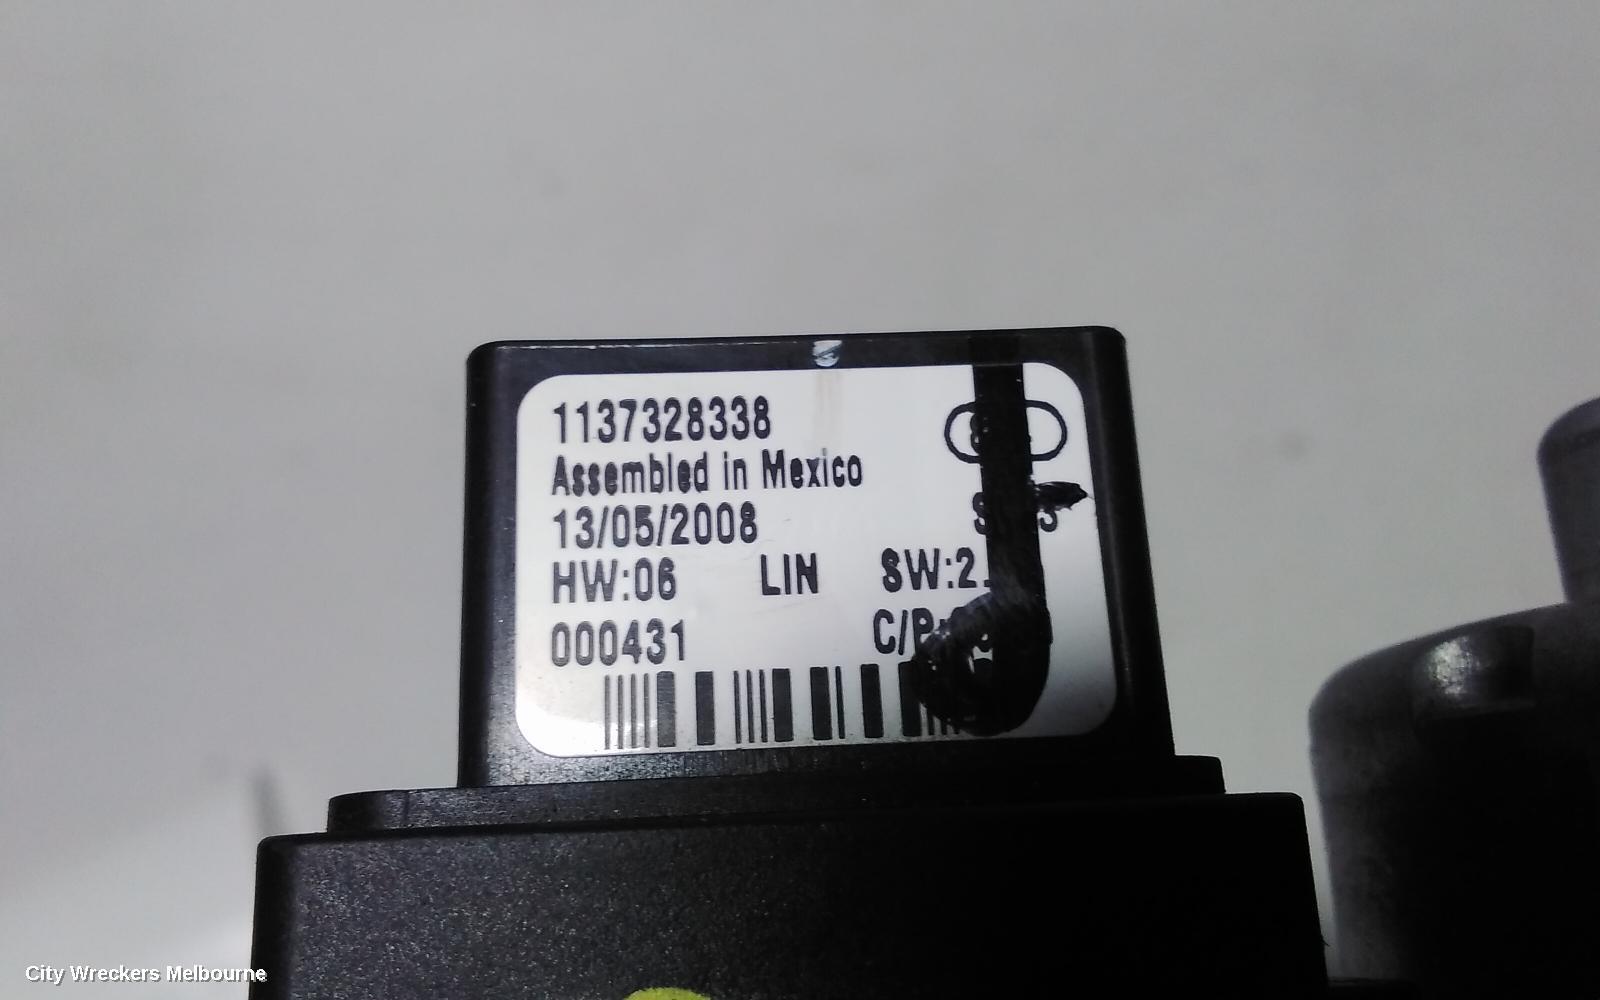 1137328338
Assembled in Mexico
13/05/2008
HW:06 LIN SW:2.
000431 C/P:
City Wreckers Melbourne